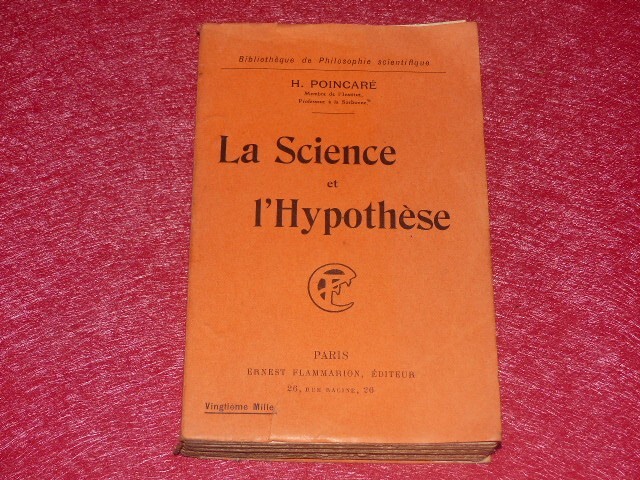 Bibliothèque de Philosophie scientifique
H. POINCARÉ
Membre de l'Institut,
Professeur à la Sorbonne,
La Science
et
l'Hypothèse
PARIS
ERNEST FLAMMARION, ÉDITEUR
26, RUE RACINE, 26
Vingtième Mille